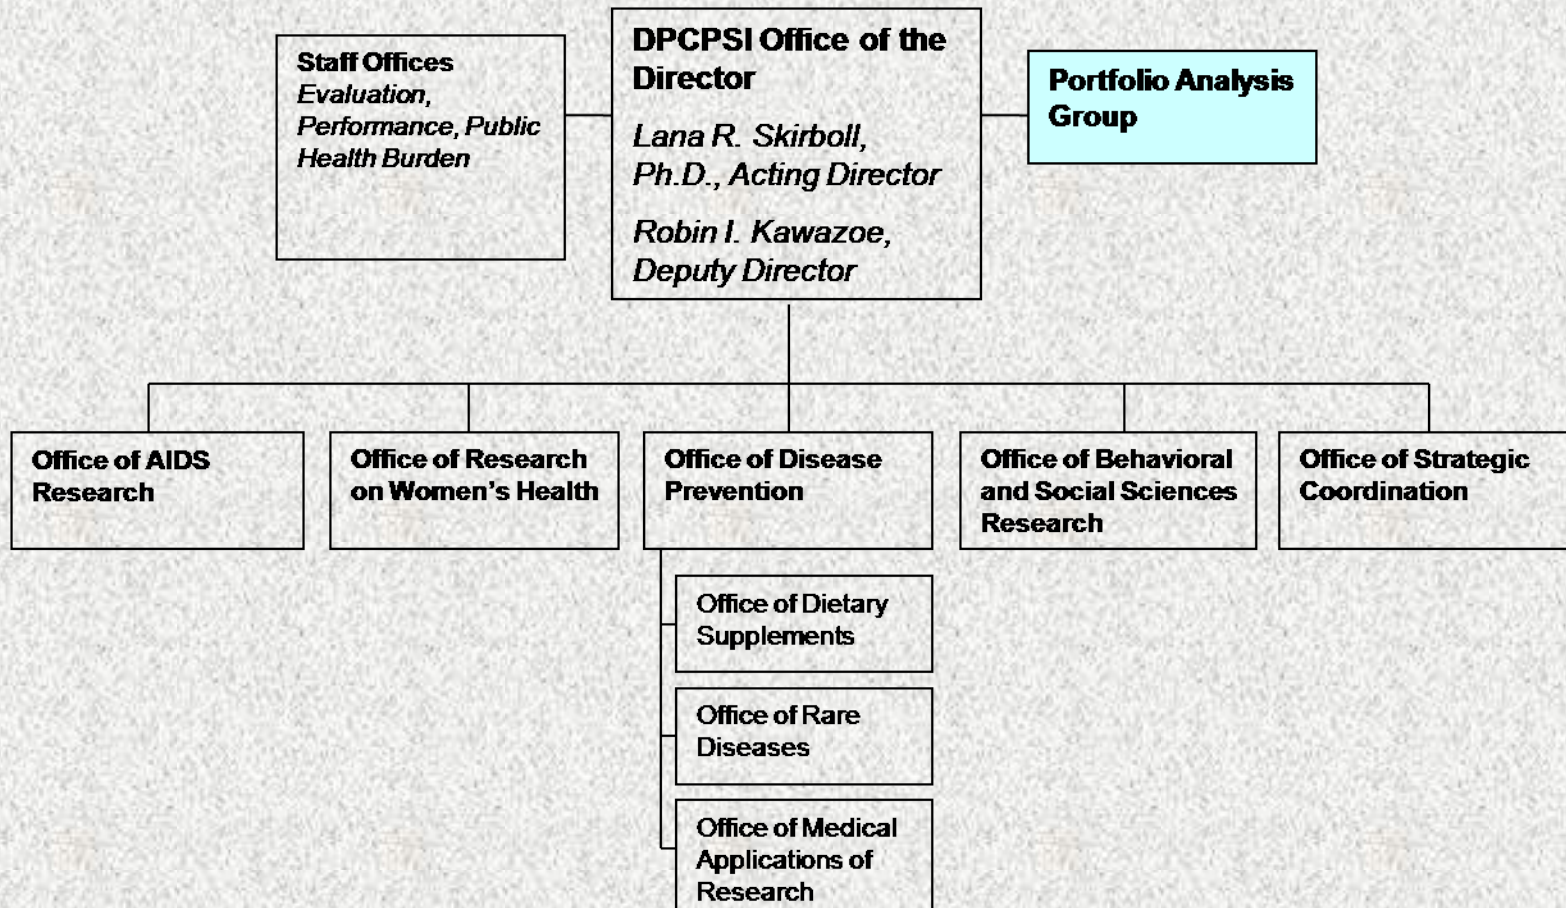 Staff Offices
Evaluation,
Performance, Public
Health Burden
DPCPSI Office of the
Director
Lana R. Skirboll,
Ph.D., Acting Director
Robin I. Kawazoe,
Deputy Director
Portfolio Analysis
Group
Office of AIDS
Research
Office of Research
on Women's Health
Office of Disease
Prevention
Office of Behavioral
and Social Sciences
Research
Office of Strategic
Coordination
Office of Dietary
Supplements
Office of Rare
Diseases
Office of Medical
Applications of
Research